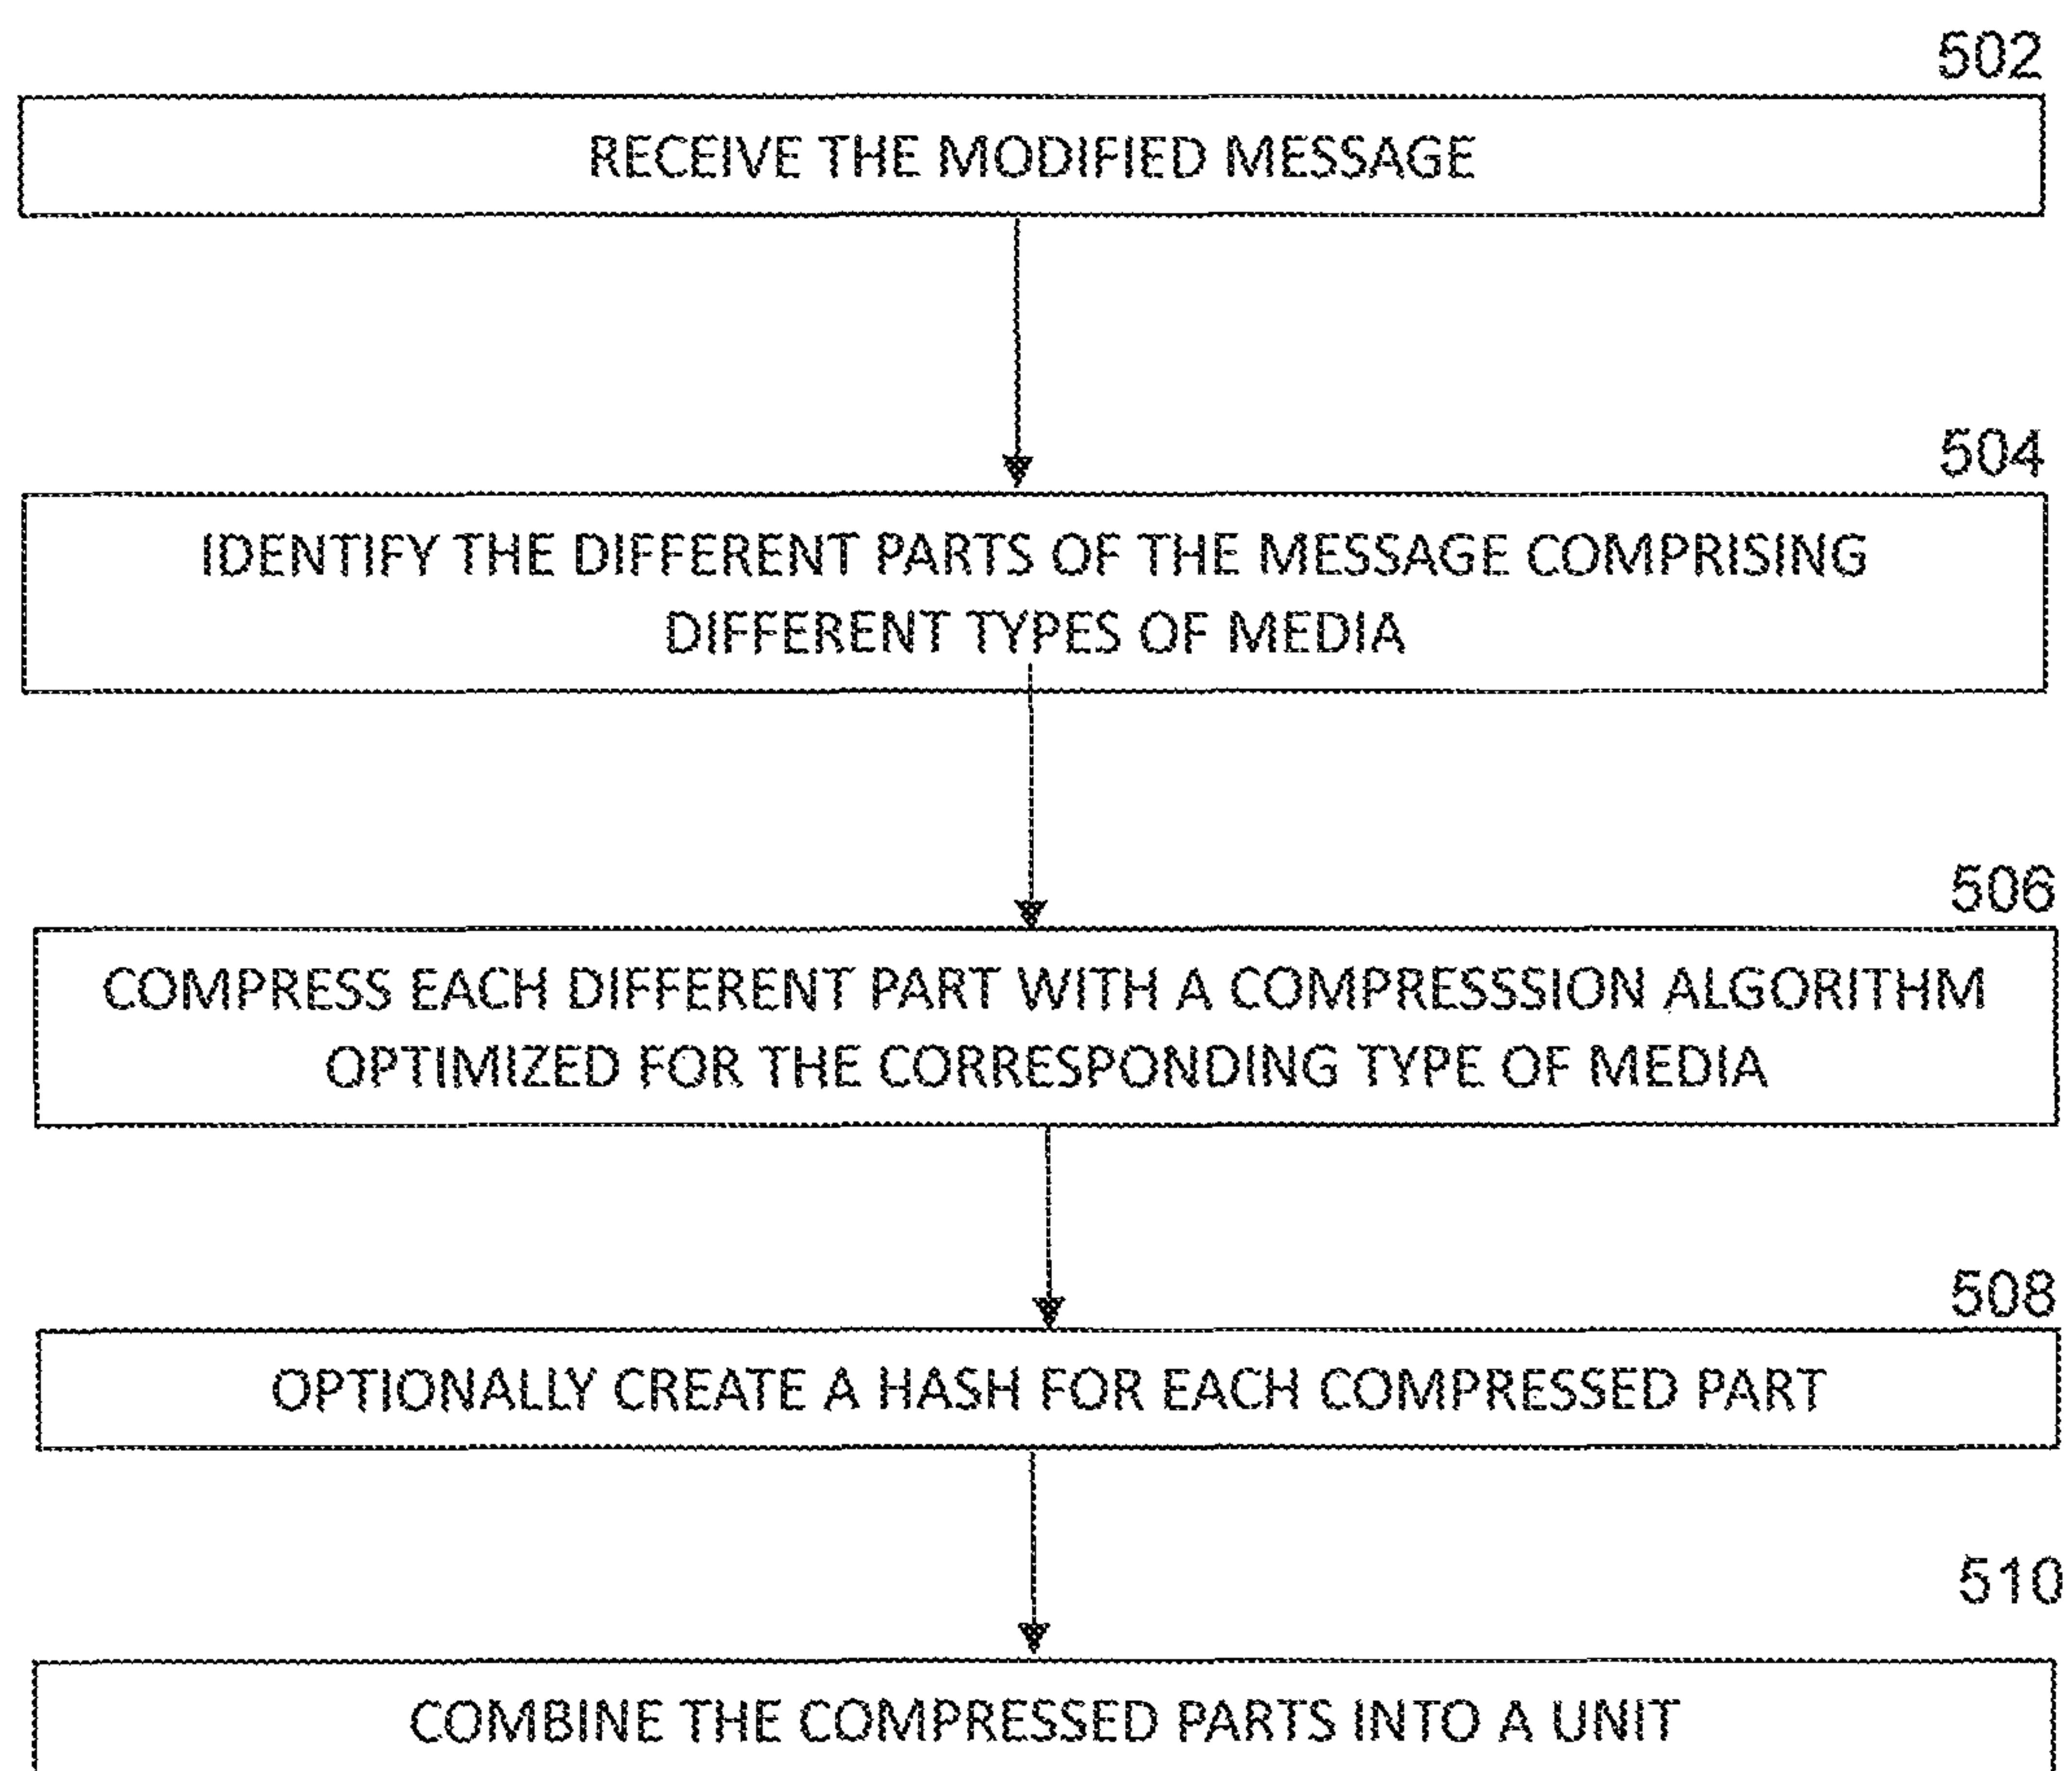 502
RECEIVE THE MODIFIED MESSAGE
504
IDENTIFY THE DIFFERENT PARTS OF THE MESSAGE COMPRISING
DIFFERENT TYPES OF MEDIA
506
COMPRESS EACH DIFFERENT PART WITH A COMPRESSSION ALGORITHM
OPTIMIZED FOR THE CORRESPONDING TYPE OF MEDIA
508
OPTIONALLY CREATE A HASH FOR EACH COMPRESSED PART
510
COMBINE THE COMPRESSED PARTS INTO A UNIT